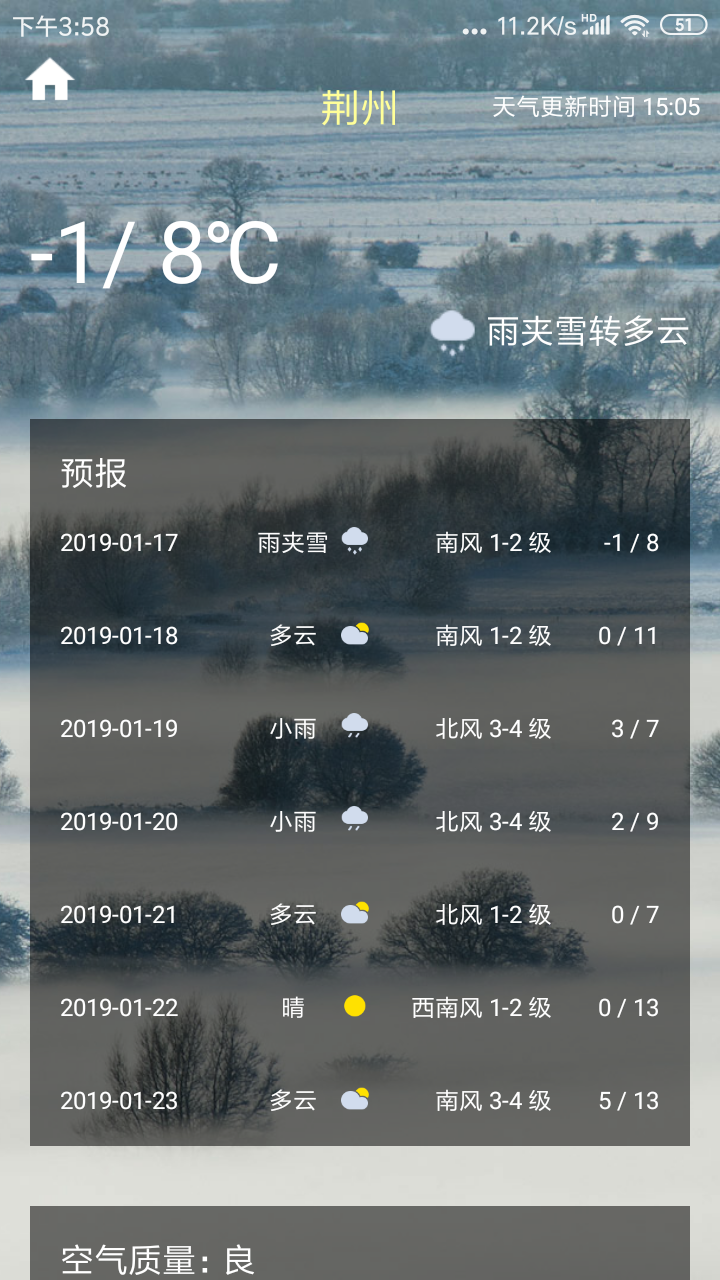 下午3:58 ... 11.2K/s HD 51
荆州 天气更新时间 15:05
-1/ 8℃
雨夹雪转多云
预报
2019-01-17 雨夹雪 南风 1-2 级 -1 / 8
2019-01-18 多云 南风 1-2 级 0 / 11
2019-01-19 小雨 北风 3-4 级 3 / 7
2019-01-20 小雨 北风 3-4 级 2 / 9
2019-01-21 多云 北风 1-2 级 0 / 7
2019-01-22 晴 西南风 1-2 级 0 / 13
2019-01-23 多云 南风 3-4 级 5 / 13
空气质量：良